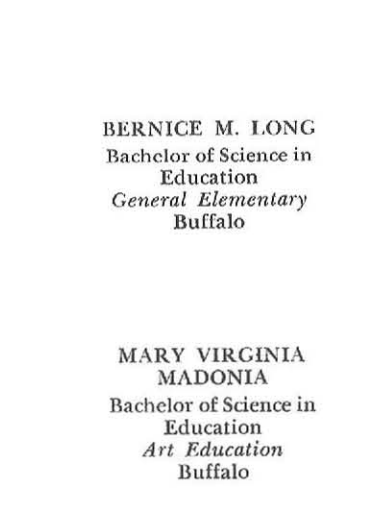 BERNICE M. LONG
Bachelor of Science in
Education
General Elementary
Buffalo
MARY VIRGINIA
MADONIA
Bachelor of Science in
Education
Art Education
Buffalo